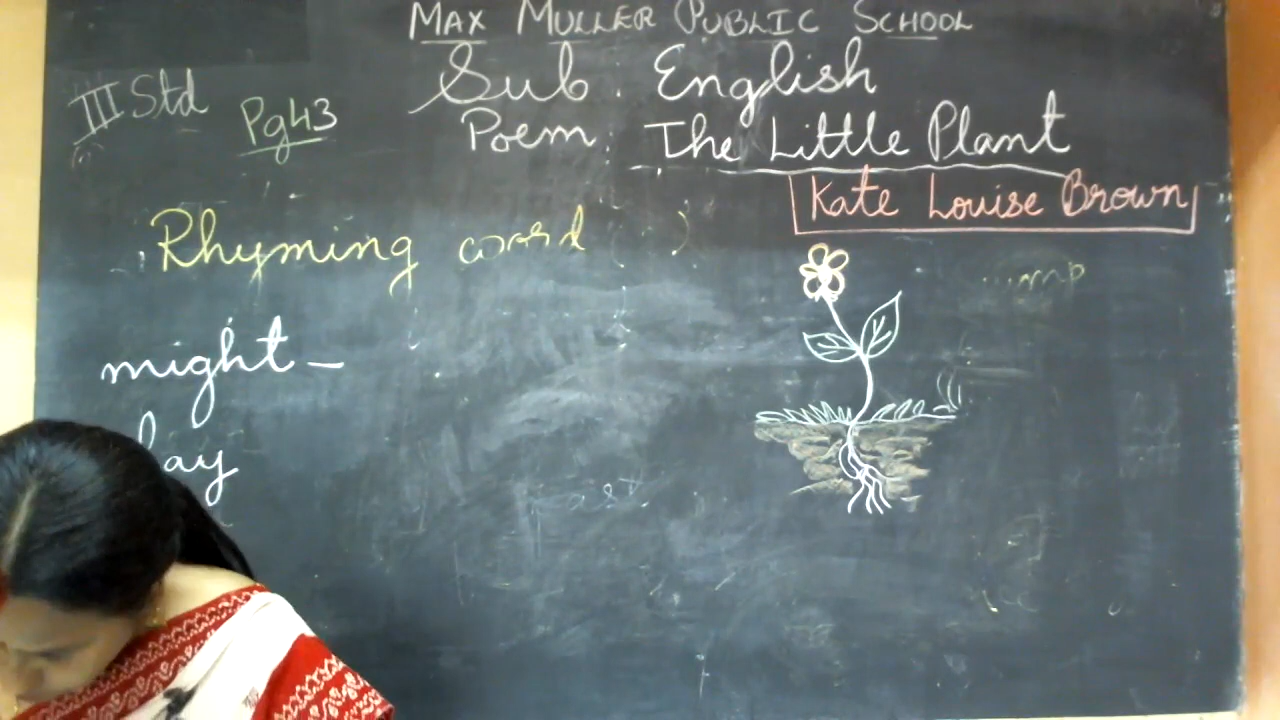 MAX MULLER PUBLIC SCHOOL
III Std Pg43 Sub. English
Poem: The Little Plant
Kate Louise Brown
Rhyming word ( )
might -
lay